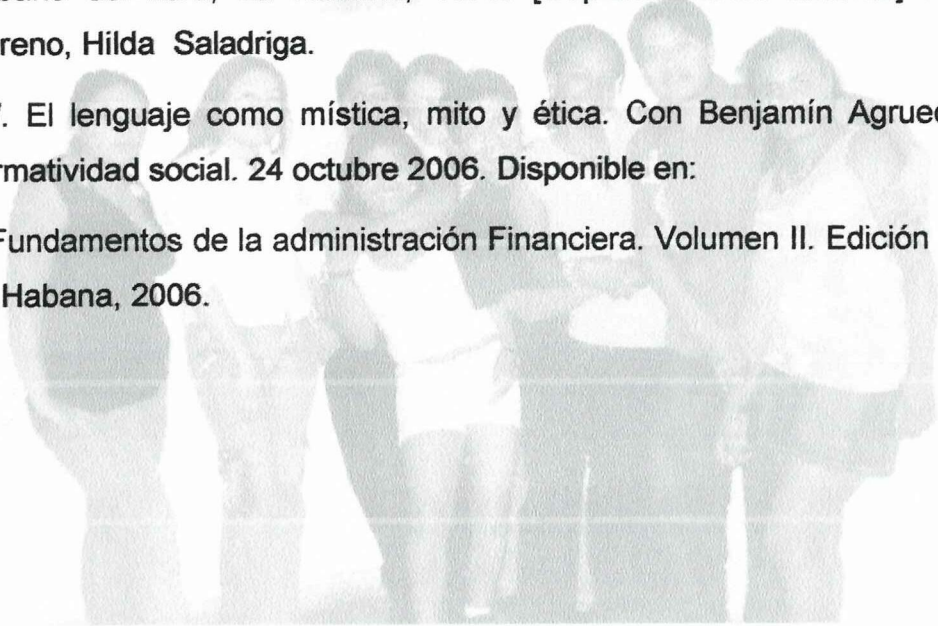 reno, Hilda Saladriga.
. El lenguaje como mística, mito y ética. Con Benjamín Agrued
rmatividad social. 24 octubre 2006. Disponible en:
Fundamentos de la administración Financiera. Volumen II. Edición
Habana, 2006.